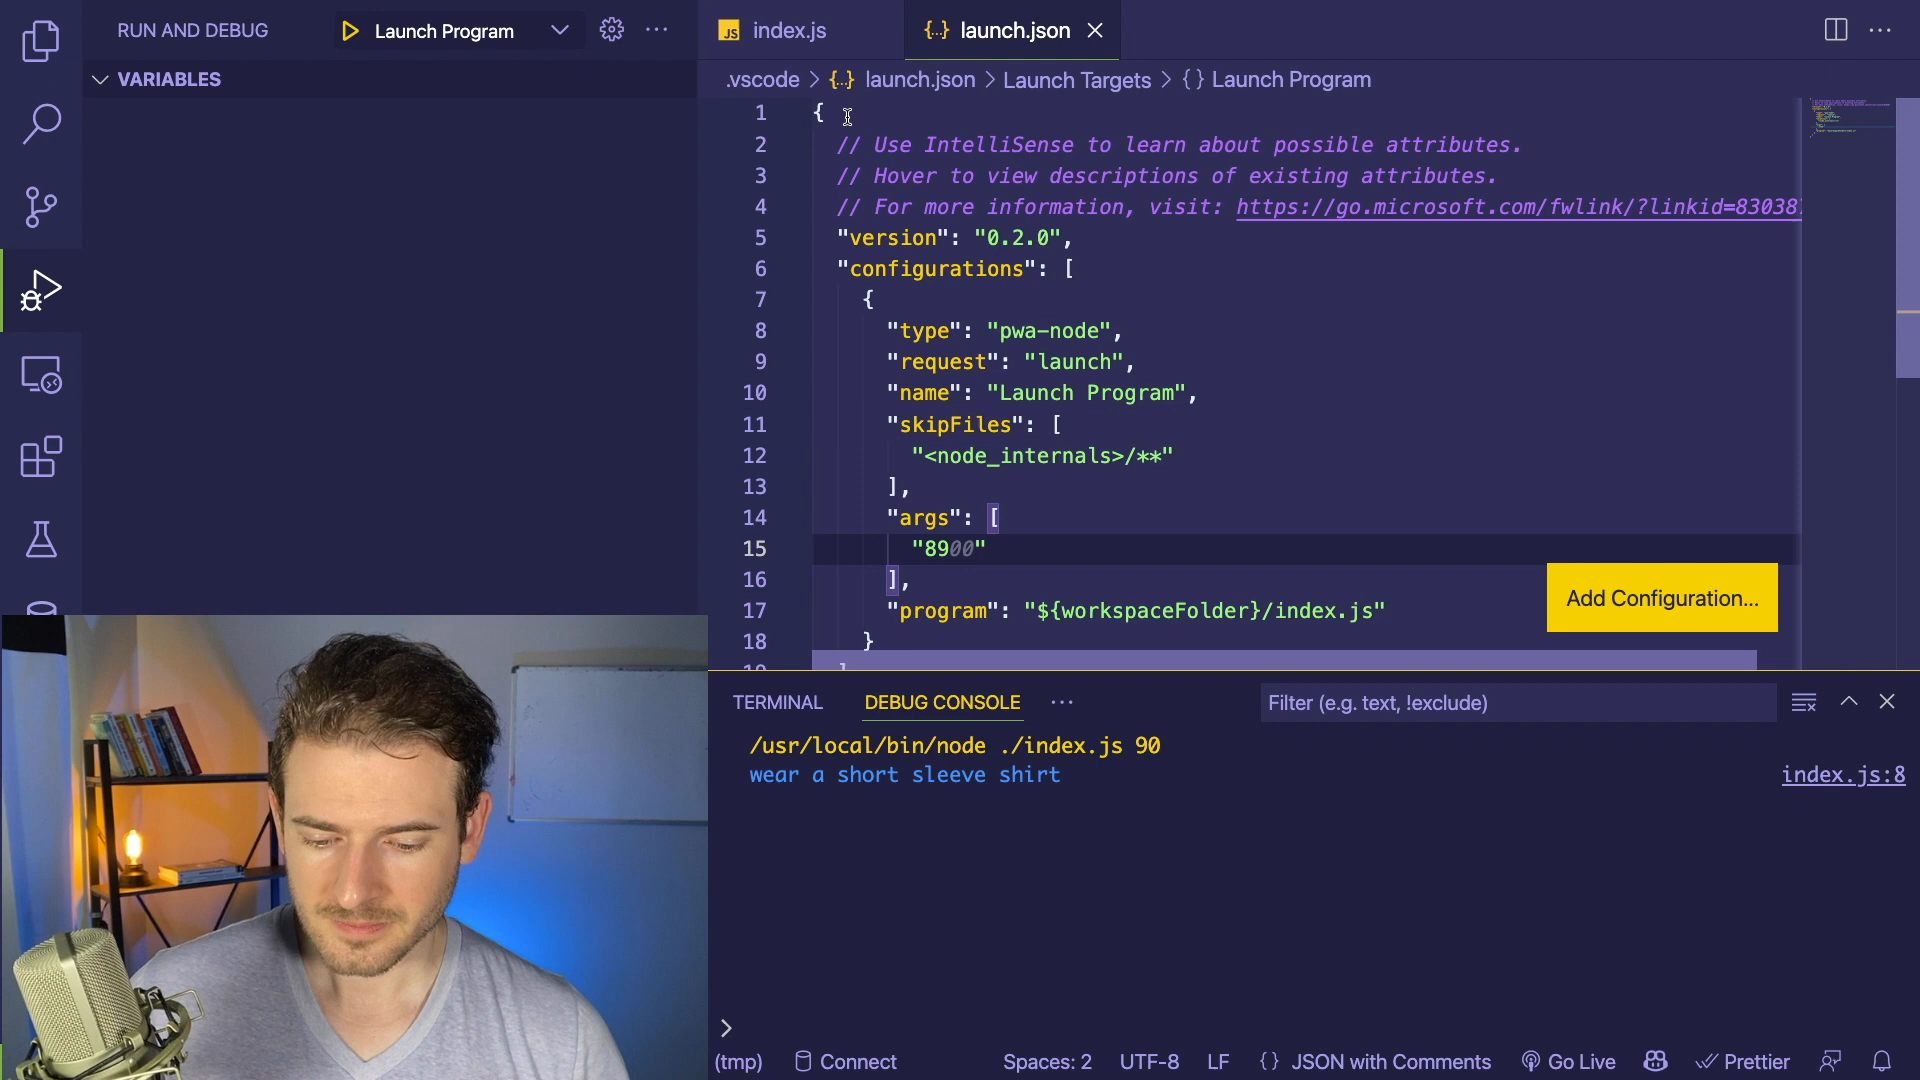 RUN AND DEBUG
Launch Program
VARIABLES
JS index.js
{..} launch.json
.vscode > {..} launch.json > Launch Targets > {} Launch Program
1 {
2 // Use IntelliSense to learn about possible attributes.
3 // Hover to view descriptions of existing attributes.
4 // For more information, visit: https://go.microsoft.com/fwlink/?linkid=83038
5 "version": "0.2.0",
6 "configurations": [
7 {
8 "type": "pwa-node",
9 "request": "launch",
10 "name": "Launch Program",
11 "skipFiles": [
12 "<node_internals>/**"
13 ],
14 "args": [
15 "8900"
16 ],
17 "program": "${workspaceFolder}/index.js"
18 }
Add Configuration...
TERMINAL
DEBUG CONSOLE
Filter (e.g. text, !exclude)
/usr/local/bin/node ./index.js 90
wear a short sleeve shirt
index.js:8
(tmp)
Connect
Spaces: 2
UTF-8
LF
{} JSON with Comments
Go Live
Prettier